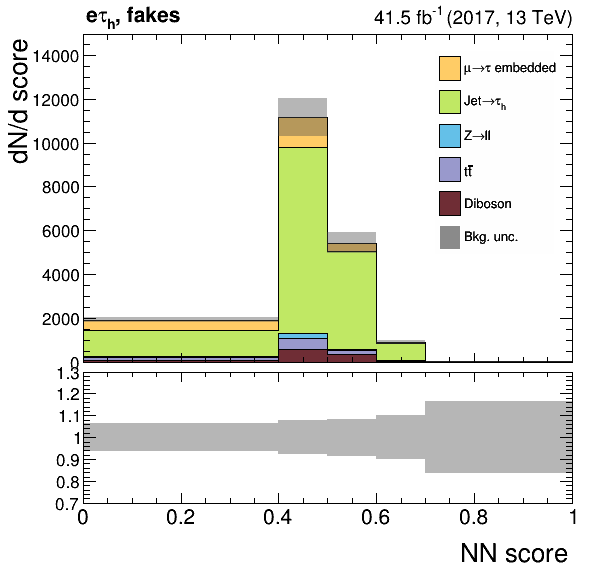 eτh, fakes
41.5 fb-1 (2017, 13 TeV)
dN/d score
14000
12000
10000
8000
6000
4000
2000
0
μ→τ embedded
Jet→τh
Z→ll
tt̄
Diboson
Bkg. unc.
1.3
1.2
1.1
1
0.9
0.8
0.7
0 0.2 0.4 0.6 0.8 1
NN score